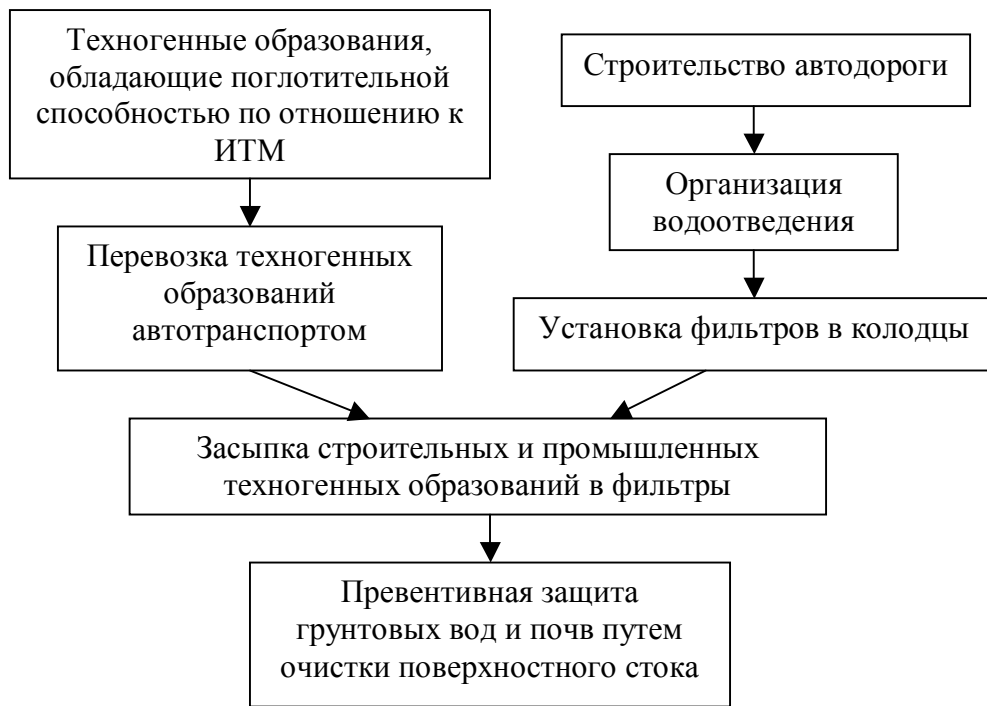 Техногенные образования,
обладающие поглотительной
способностью по отношению к
ИТМ
Строительство автодороги
Организация
водоотведения
Перевозка техногенных
образований
автотранспортом
Установка фильтров в колодцы
Засыпка строительных и промышленных
техногенных образований в фильтры
Превентивная защита
грунтовых вод и почв путем
очистки поверхностного стока